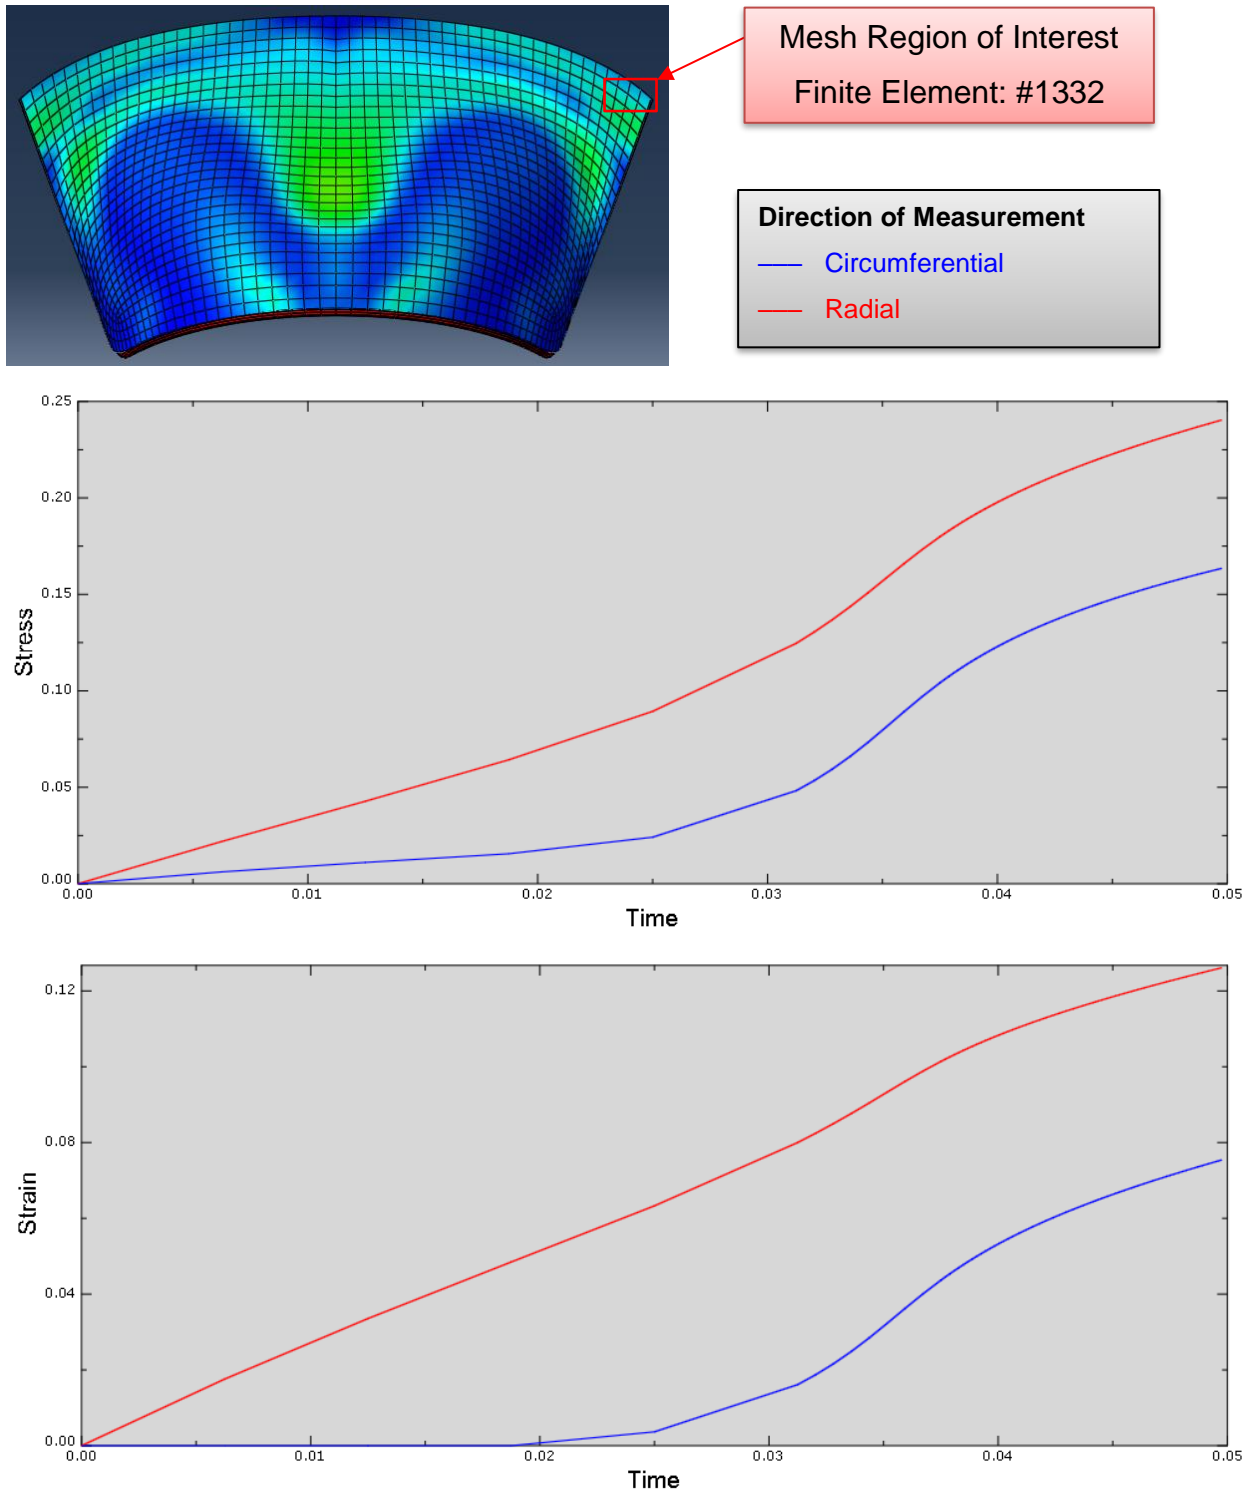 Mesh Region of Interest
Finite Element: #1332
Direction of Measurement
Circumferential
Radial
0.25
0.20
0.15
0.10
0.05
0.00
Stress
0.00
0.01
0.02
0.03
0.04
0.05
Time
0.12
0.08
0.04
0.00
Strain
0.00
0.01
0.02
0.03
0.04
0.05
Time